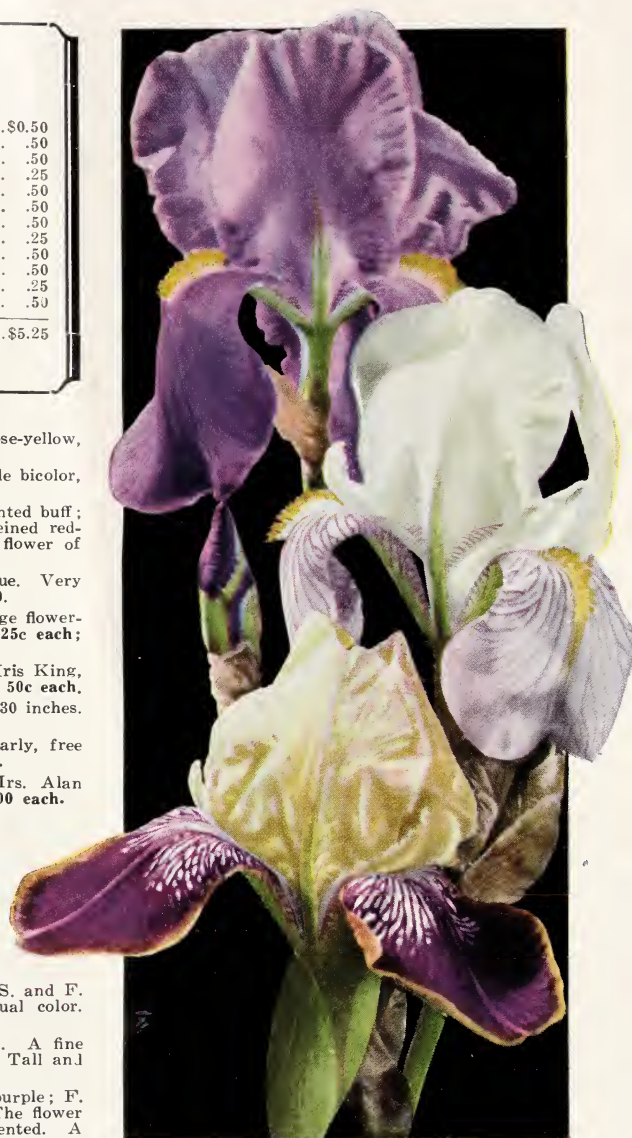 .$0.50
. .50
. .50
. .25
. .50
. .50
. .50
. .25
. .50
. .50
. .25
. .50
.$5.25
se-yellow,
le bicolor,
nted buff;
eined red-
flower of
ue. Very
ge flower-
25c each;
ris King,
50c each.
30 inches.
arly, free
Irs. Alan
00 each.
S. and F.
ual color.
. A fine
Tall and
urple; F.
The flower
ented. A